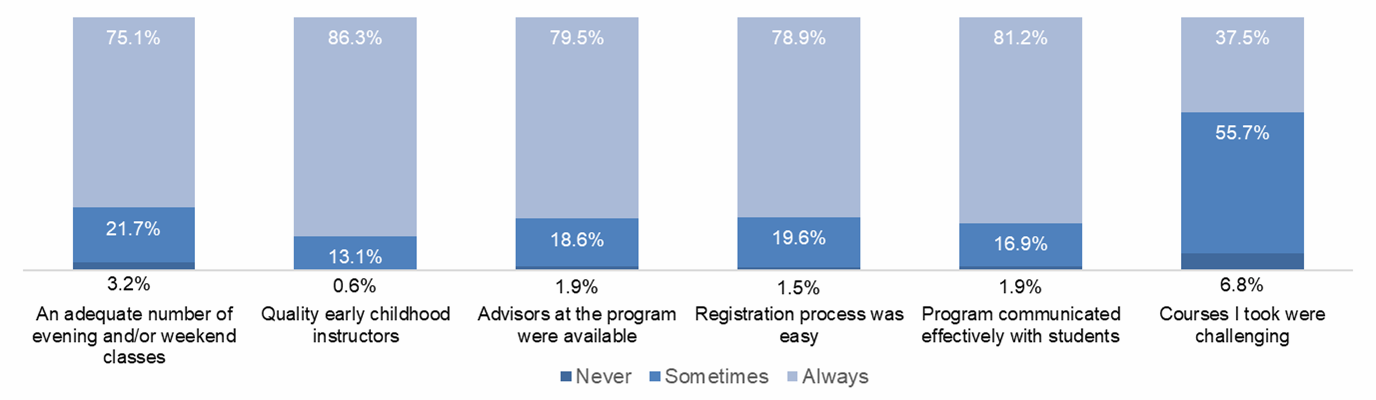 75.1% 86.3% 79.5% 78.9% 81.2% 37.5%
55.7%
21.7% 13.1% 18.6% 19.6% 16.9%
3.2% 0.6% 1.9% 1.5% 1.9% 6.8%
An adequate number of Quality early childhood Advisors at the program Registration process was Program communicated Courses I took were
evening and/or weekend instructors were available easy effectively with students challenging
classes
Never Sometimes Always